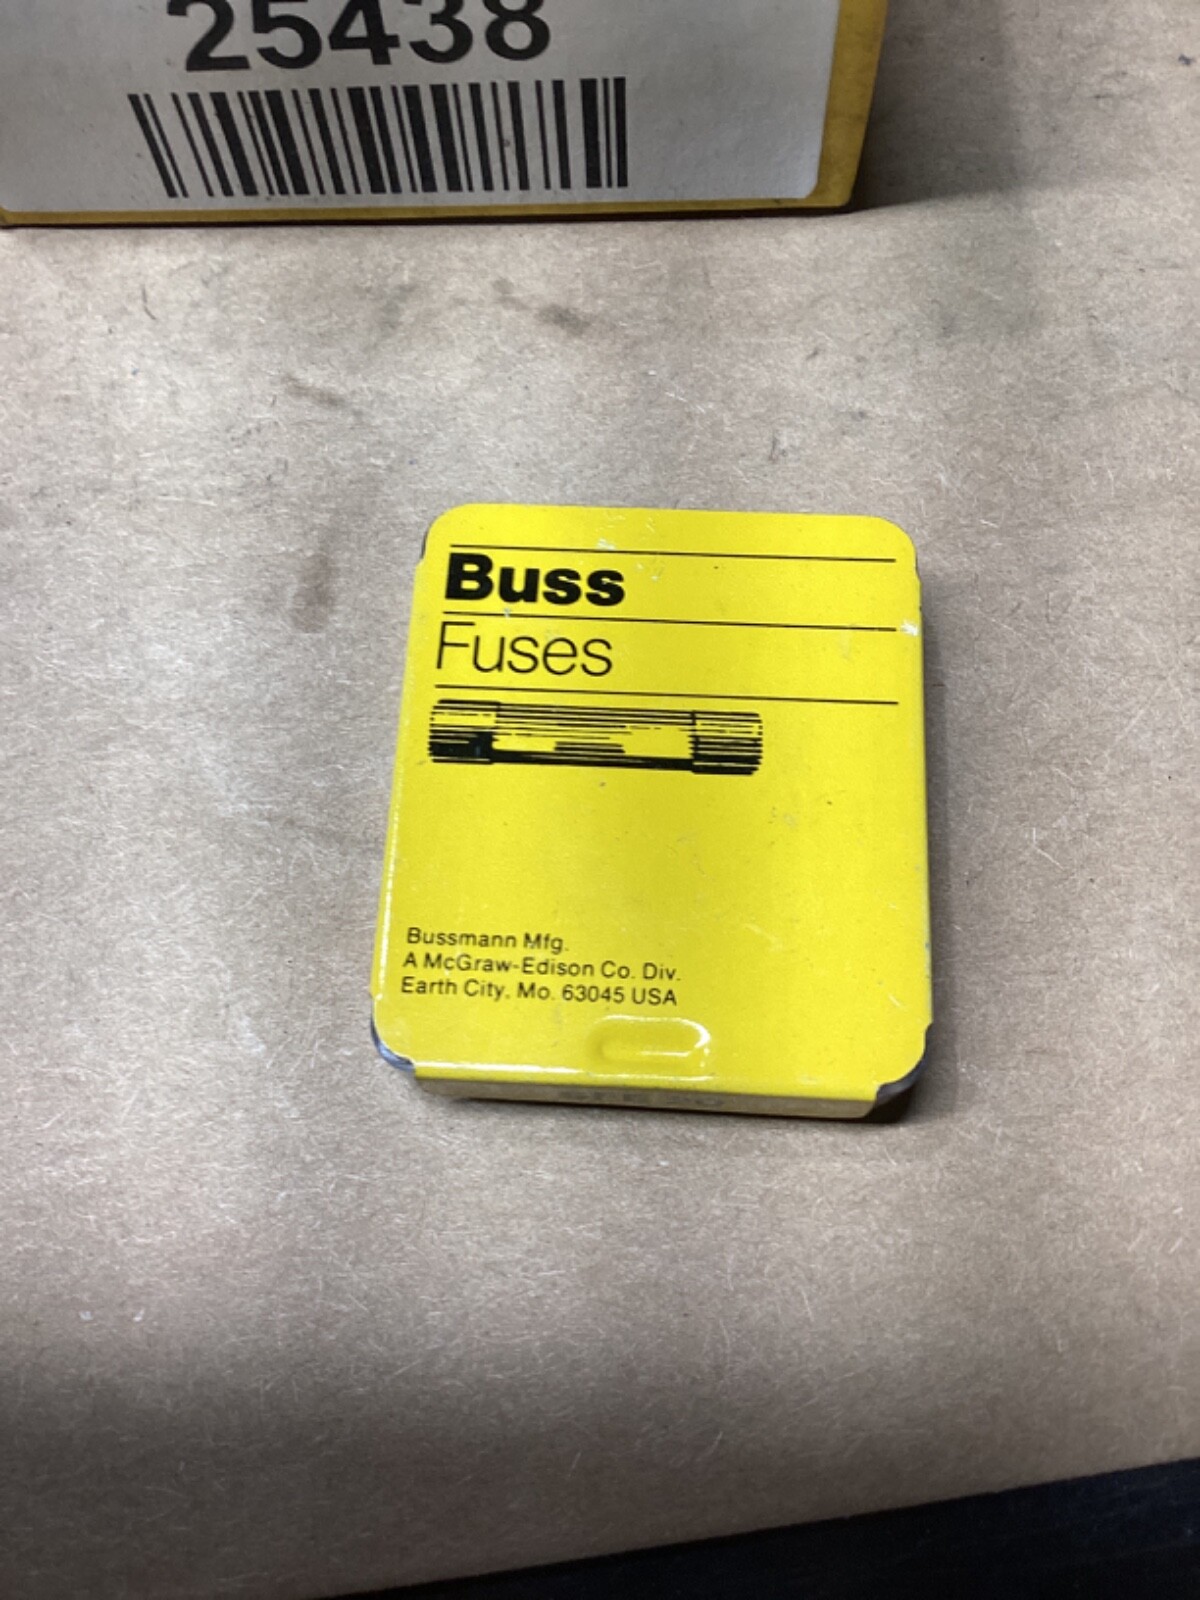 25438
Buss
Fuses
Bussmann Mfg.
A McGraw-Edison Co. Div.
Earth City, Mo. 63045 USA